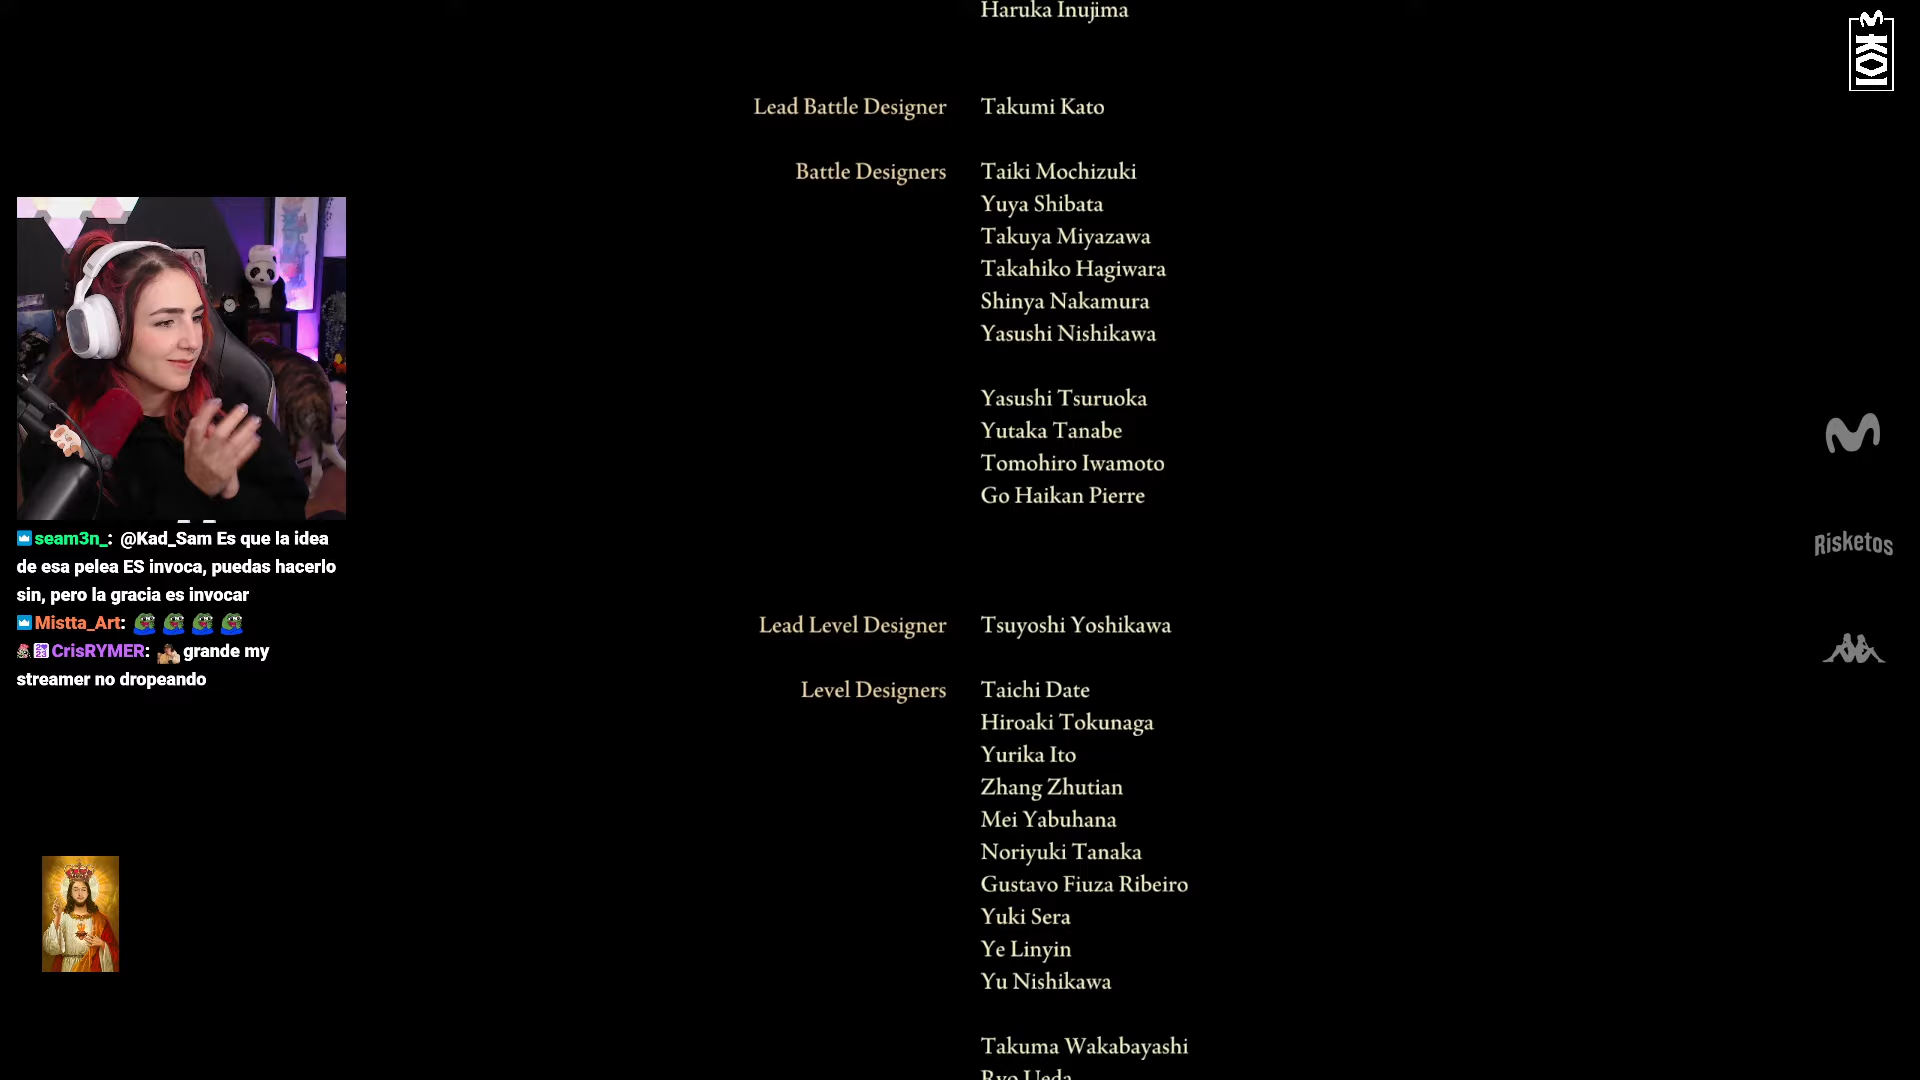 Haruka Inujima
KOI
Lead Battle Designer Takumi Kato
Battle Designers Taiki Mochizuki
Yuya Shibata
Takuya Miyazawa
Takahiko Hagiwara
Shinya Nakamura
Yasushi Nishikawa
Yasushi Tsuruoka
Yutaka Tanabe
Tomohiro Iwamoto
Go Haikan Pierre
Risketos
seam3n_: @Kad_Sam Es que la idea
de esa pelea ES invoca, puedas hacerlo
sin, pero la gracia es invocar
Mistta_Art:
CrisRYMER: grande my
streamer no dropeando
Lead Level Designer Tsuyoshi Yoshikawa
Level Designers Taichi Date
Hiroaki Tokunaga
Yurika Ito
Zhang Zhutian
Mei Yabuhana
Noriyuki Tanaka
Gustavo Fiuza Ribeiro
Yuki Sera
Ye Linyin
Yu Nishikawa
Takuma Wakabayashi
Ryo Ueda